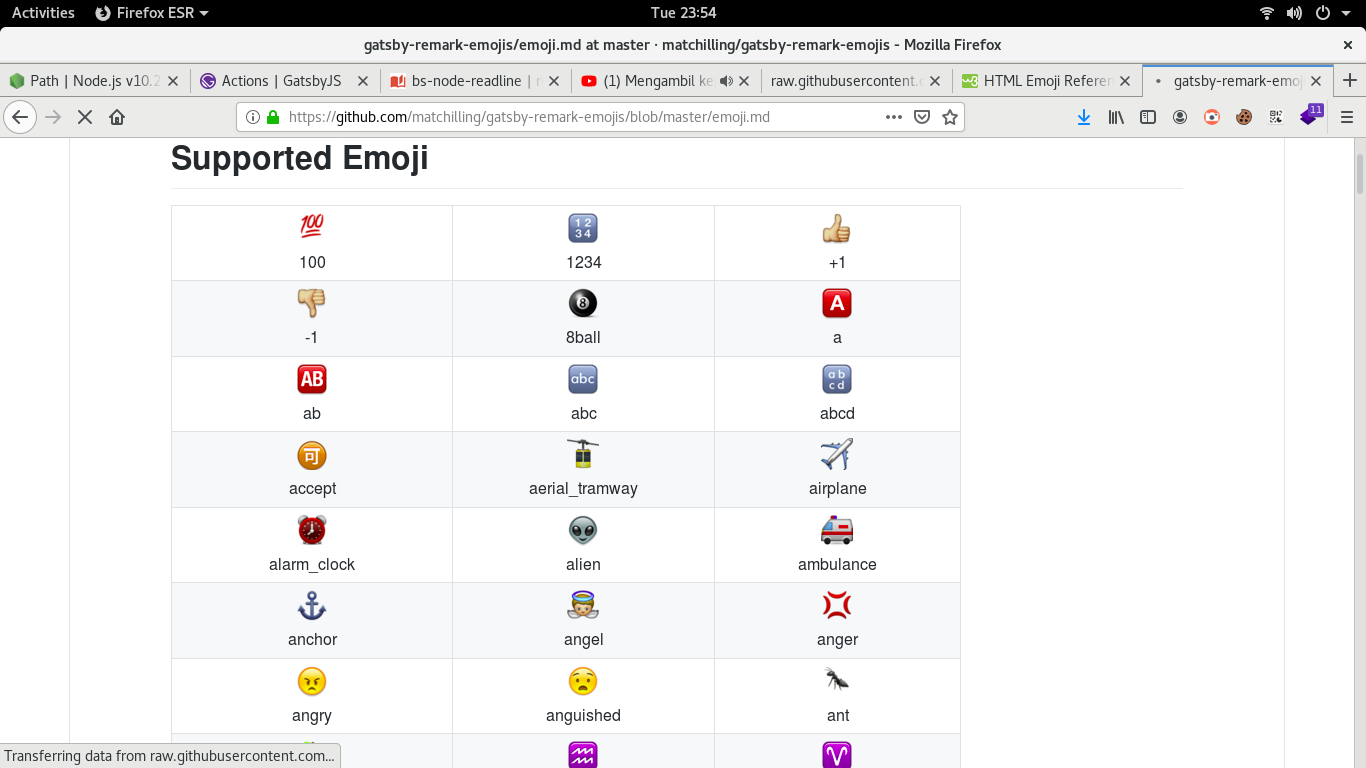 Activities Firefox ESR Tue 23:54
gatsby-remark-emojis/emoji.md at master · matchilling/gatsby-remark-emojis - Mozilla Firefox
Path | Node.js v10.2 Actions | GatsbyJS bs-node-readline | (1) Mengambil ke raw.githubusercontent. HTML Emoji Referen gatsby-remark-emoj
https://github.com/matchilling/gatsby-remark-emojis/blob/master/emoji.md 11
Supported Emoji
100 1234 +1
-1 8ball a
ab abc abcd
accept aerial_tramway airplane
alarm_clock alien ambulance
anchor angel anger
angry anguished ant
Transferring data from raw.githubusercontent.com...